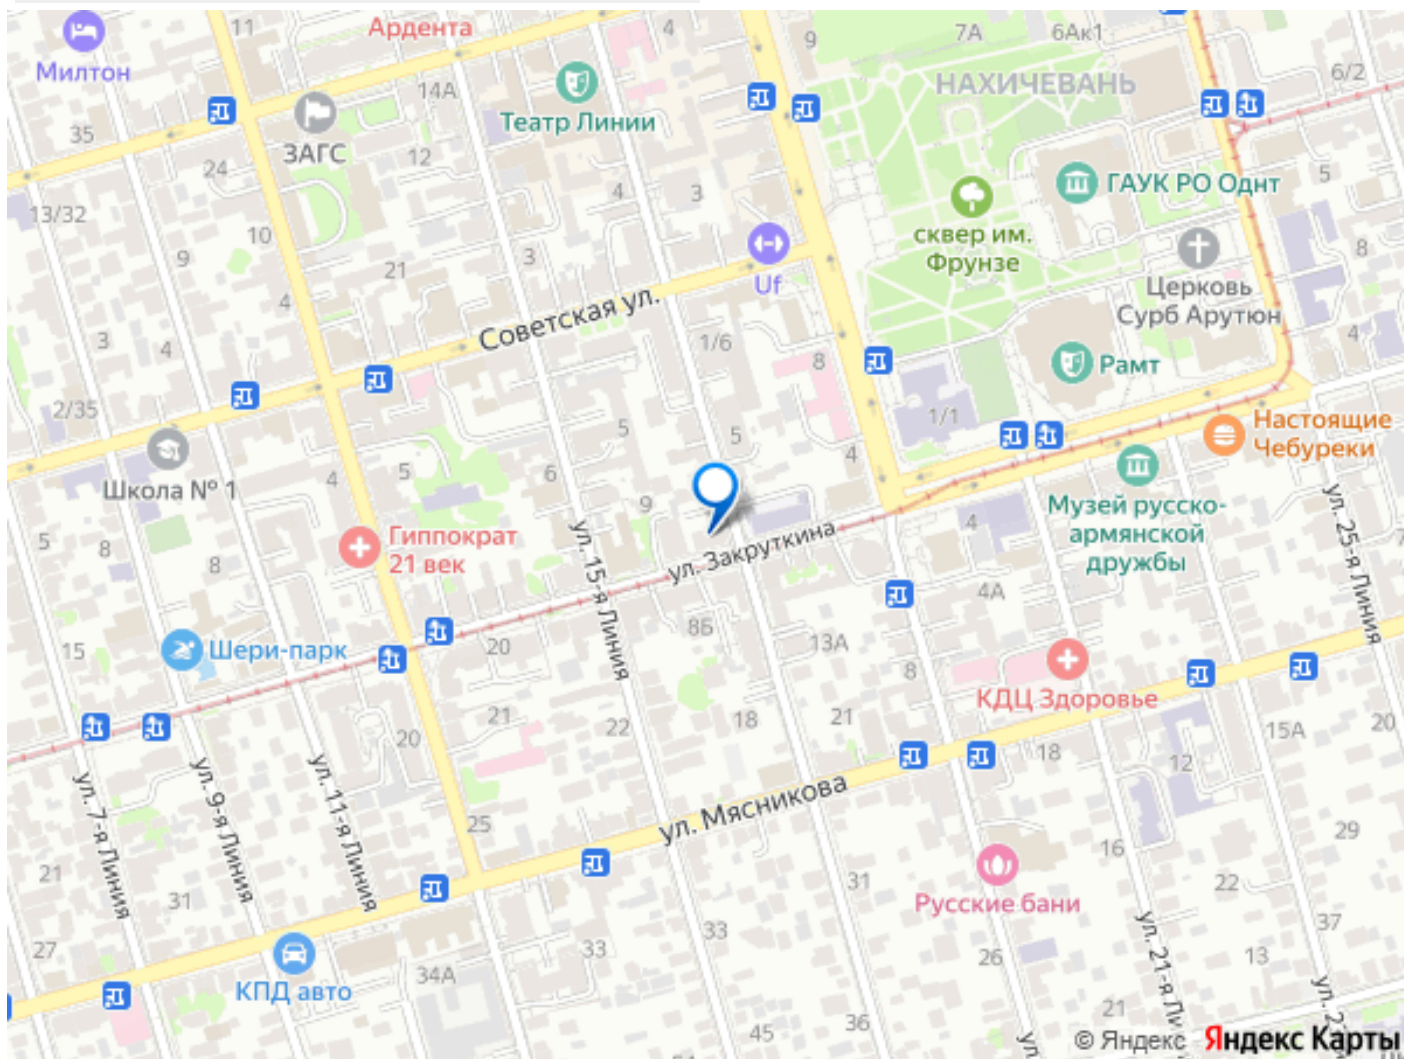 11
Ардента
4
9
7А
6Ак1
НАХИЧЕВАНЬ
6/2
Милтон
14А
Театр Линии
35
ЗАГС
12
24
ГАУК РО Однт
5
13/32
4
3
сквер им.
Фрунзе
10
9
21
3
Uf
8
Церковь
Сурб Арутюн
4
Советская ул.
3
4
1/6
8
Рамт
4
2/35
1/1
Настоящие
Чебуреки
5
5
4
Школа № 1
4
5
6
9
Музей русско-
армянской
дружбы
ул. 25-я Линия
5
8
8
Гиппократ
21 век
ул. 15-я Линия
ул. Закруткина
4
4А
15
Шери-парк
20
8Б
13А
8
КДЦ Здоровье
21
22
18
21
20
18
15А
20
12
ул. 7-я Линия
ул. 9-я Линия
ул. 11-я Линия
25
ул. Мясникова
29
16
21
31
31
22
Русские бани
37
27
КПД авто
34А
33
33
26
13
ул. 21-я Ли
ул. 2
21
45
36
ул
© Яндекс Яндекс Карты